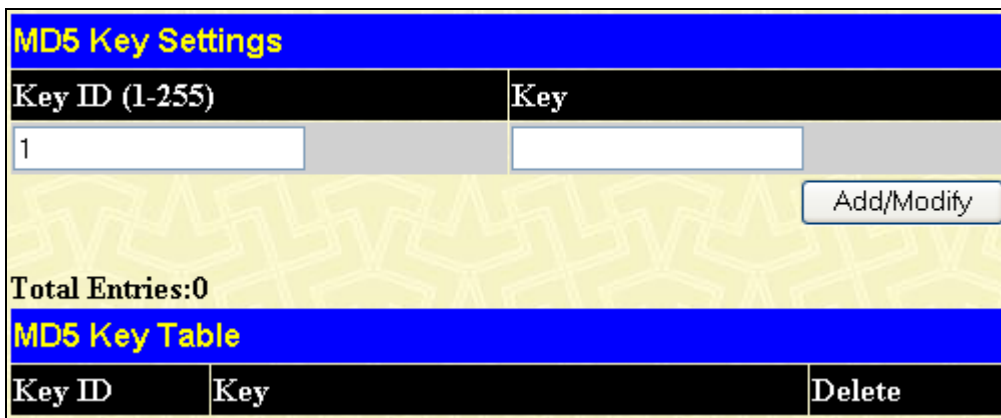 MD5 Key Settings
Key ID (1-255) Key
1
Add/Modify
Total Entries:0
MD5 Key Table
Key ID Key Delete